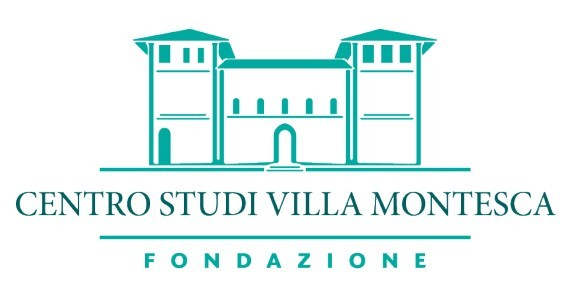 CENTRO STUDI VILLA MONTESCA
FONDAZIONE